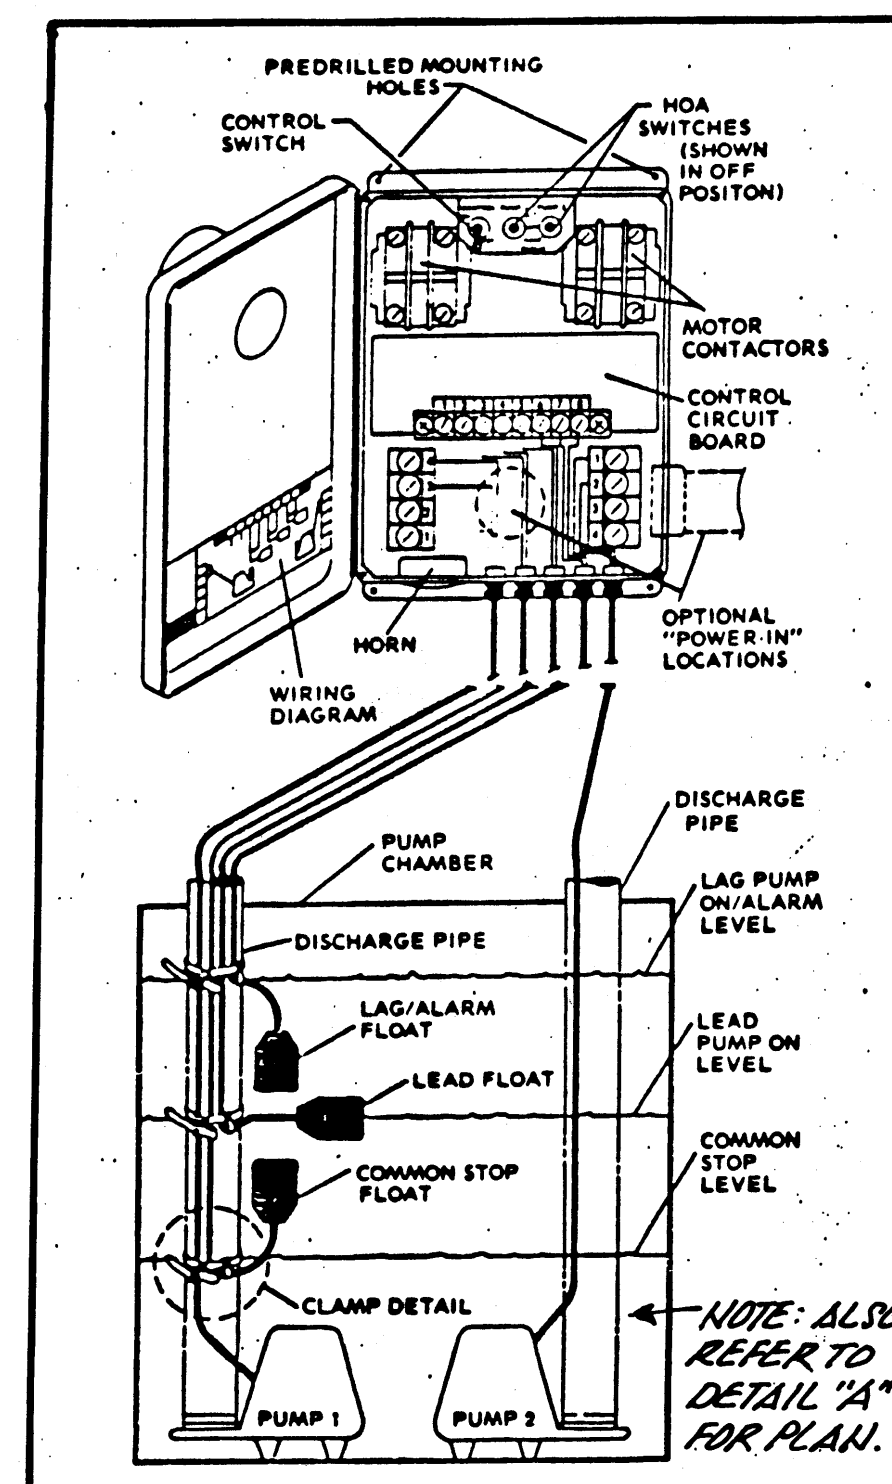 PREDRILLED MOUNTING
HOLES
CONTROL
SWITCH
HOA
SWITCHES
(SHOWN
IN OFF
POSITON)
MOTOR
CONTACTORS
CONTROL
CIRCUIT
BOARD
OPTIONAL
"POWER-IN"
LOCATIONS
HORN
WIRING
DIAGRAM
DISCHARGE
PIPE
PUMP
CHAMBER
LAG PUMP
ON/ALARM
LEVEL
DISCHARGE PIPE
LAG/ALARM
FLOAT
LEAD
PUMP ON
LEVEL
LEAD FLOAT
COMMON
STOP
LEVEL
COMMON STOP
FLOAT
CLAMP DETAIL
NOTE: ALSO
REFER TO
DETAIL "A"
FOR PLAN.
PUMP 1
PUMP 2